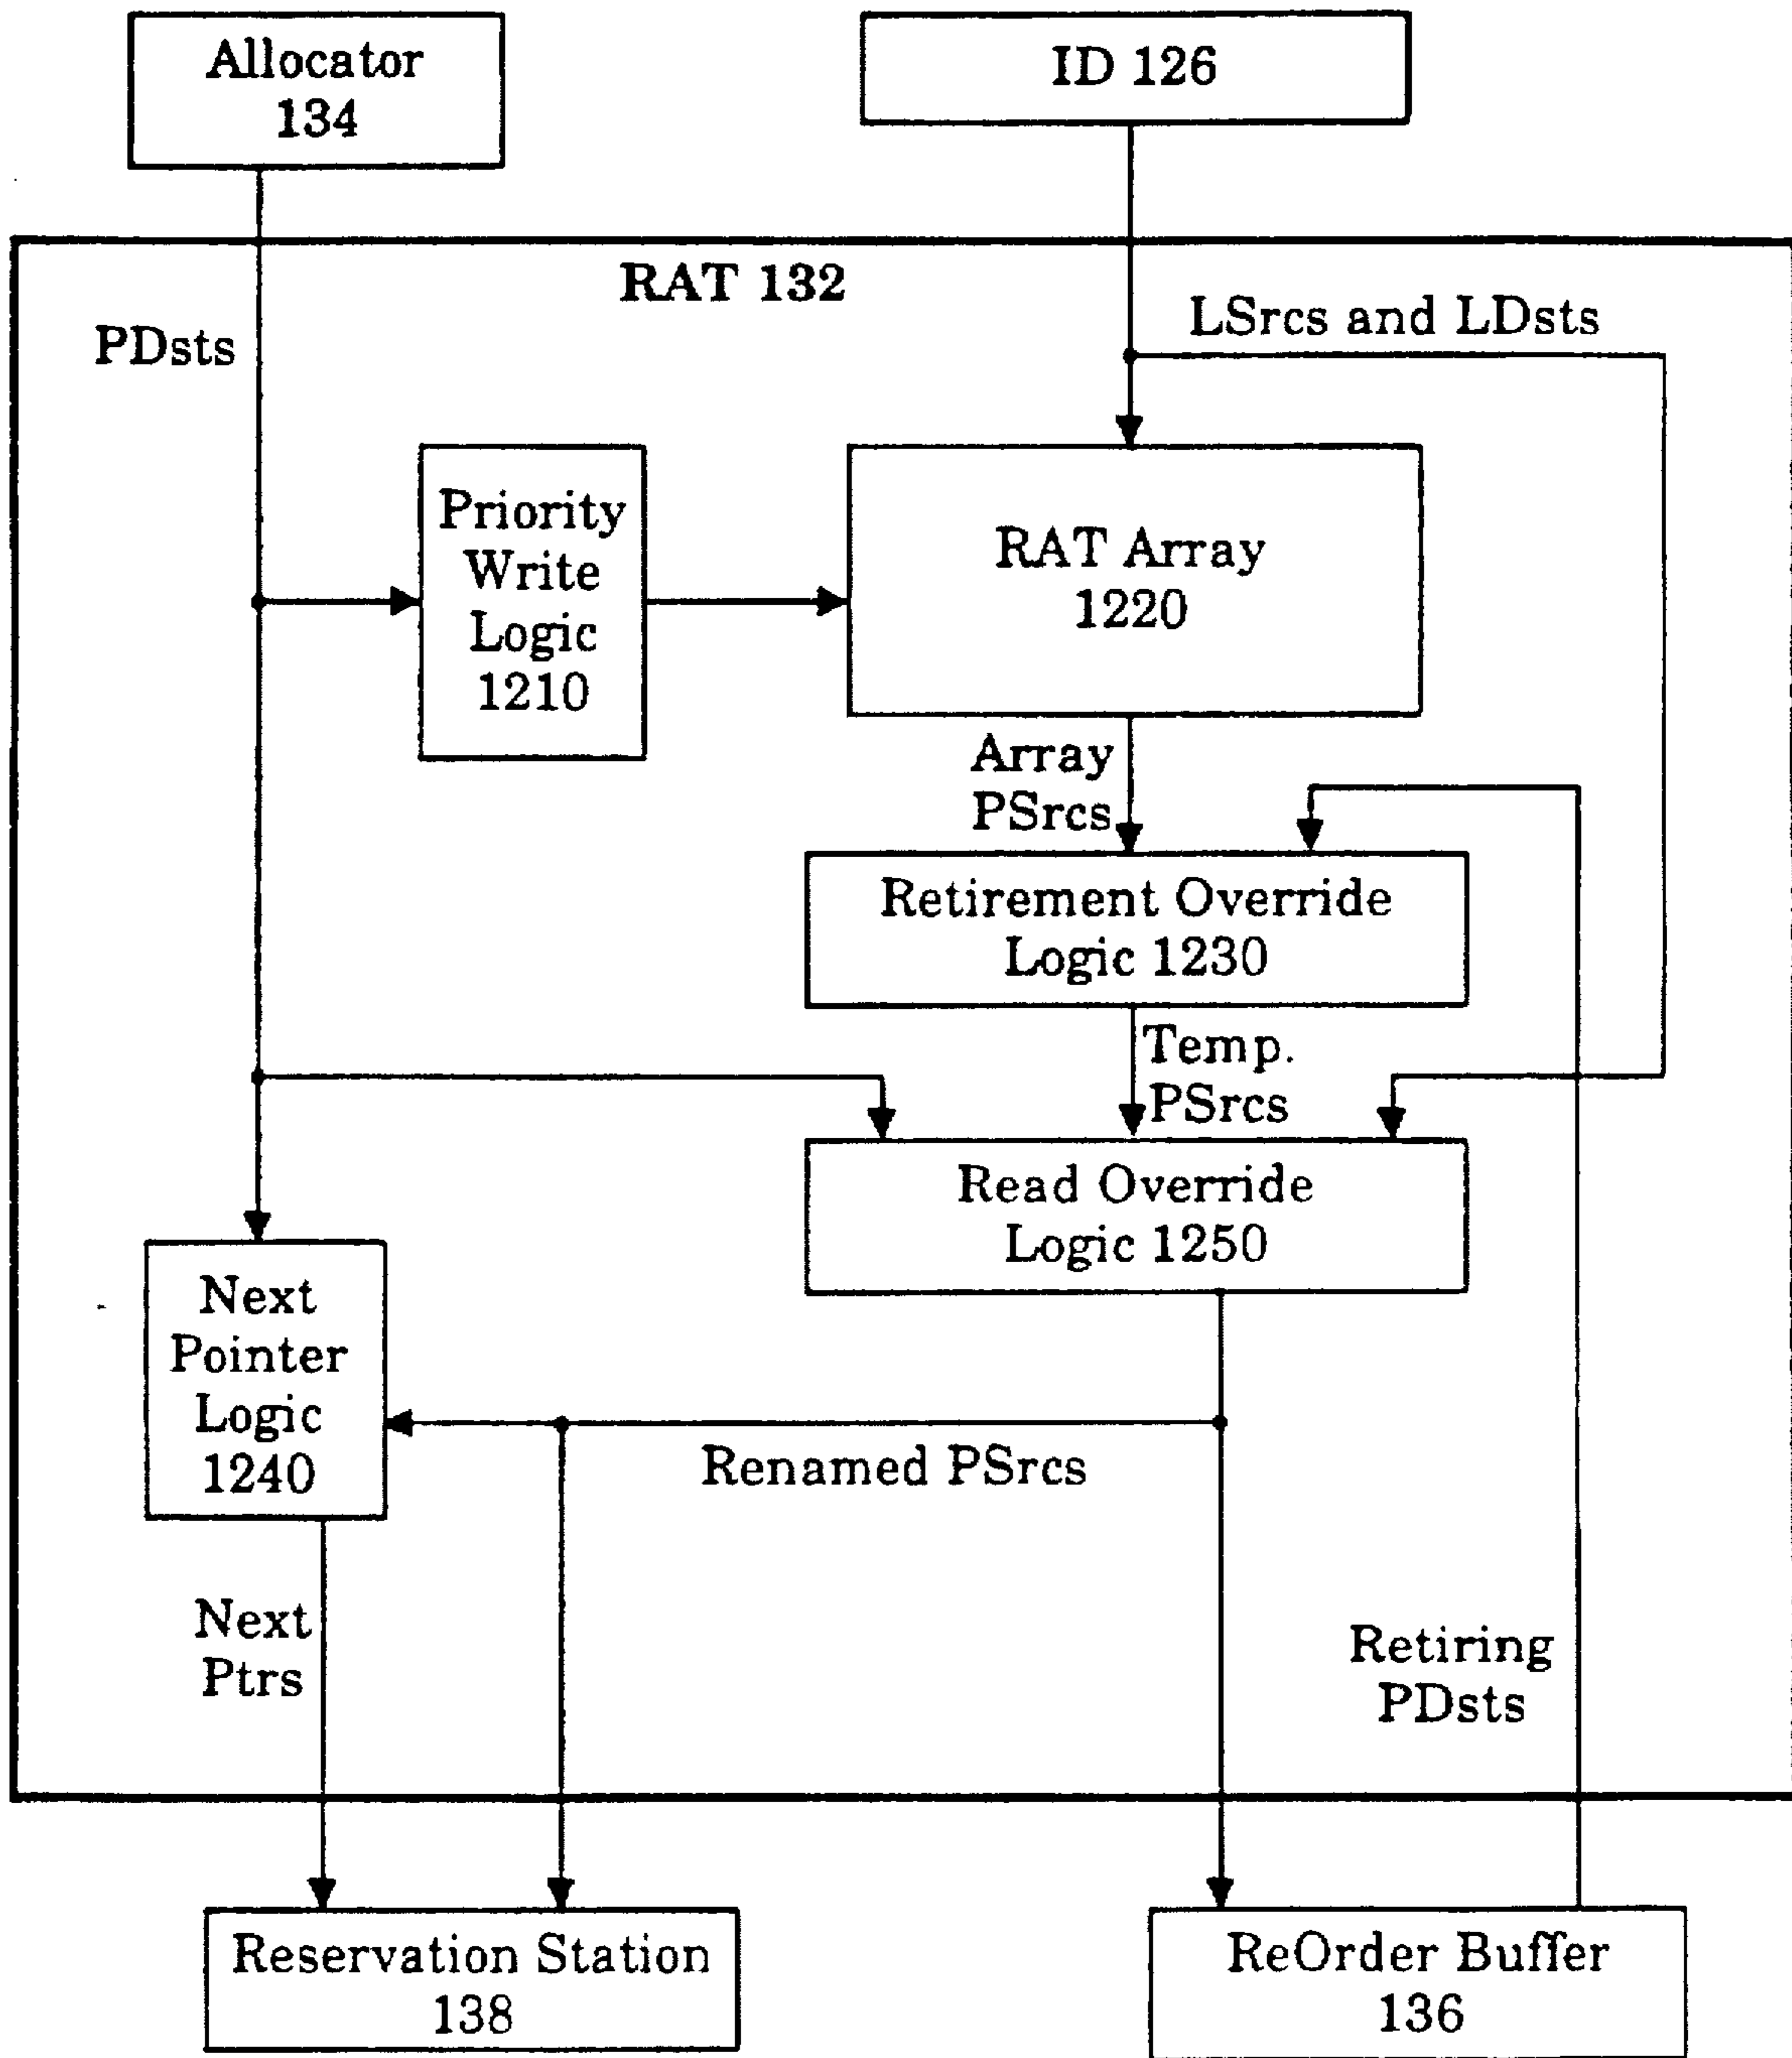 Allocator
134
ID 126
RAT 132
PDsts
LSrcs and LDsts
Priority
Write
Logic
1210
RAT Array
1220
Array
PSrcs
Retirement Override
Logic 1230
Temp.
PSrcs
Read Override
Logic 1250
Next
Pointer
Logic
1240
Renamed PSrcs
Next
Ptrs
Retiring
PDsts
Reservation Station
138
ReOrder Buffer
136